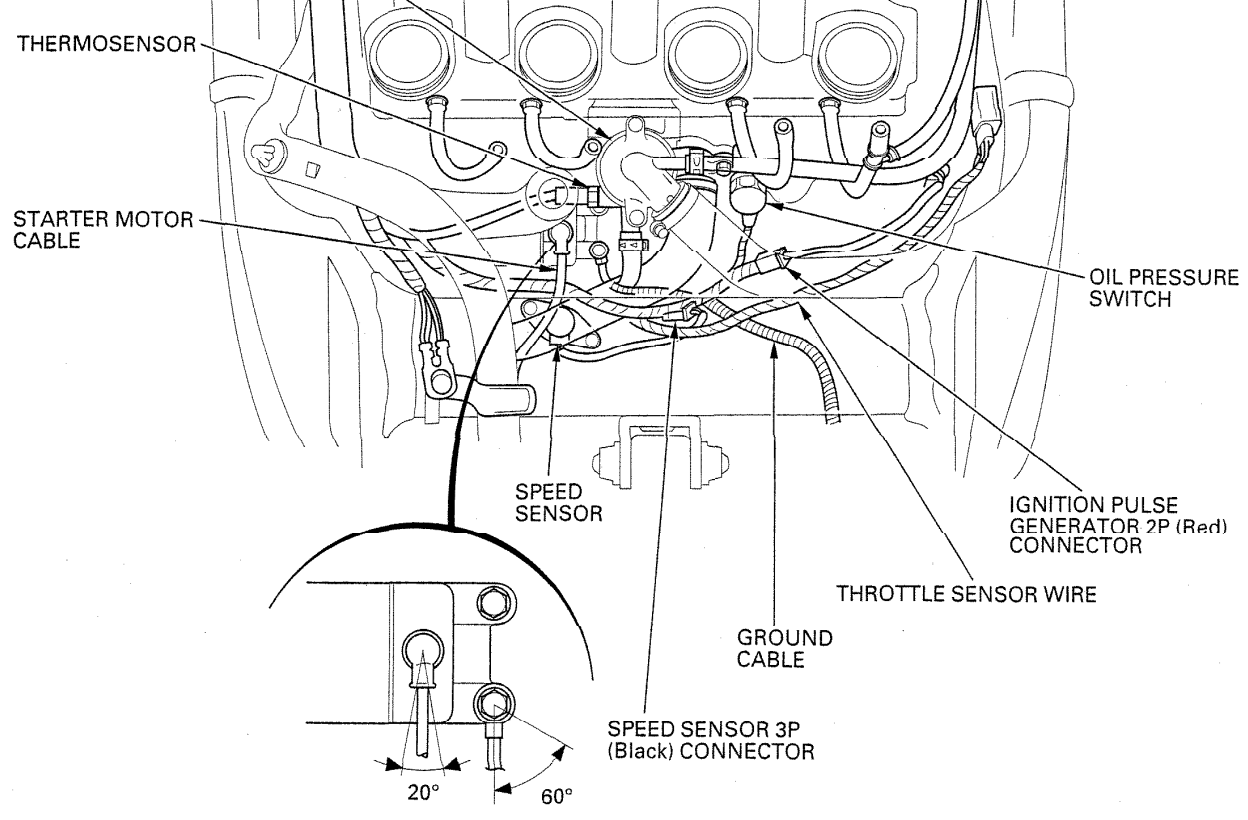 THERMOSENSOR
STARTER MOTOR
CABLE
OIL PRESSURE
SWITCH
SPEED
SENSOR
IGNITION PULSE
GENERATOR 2P (Red)
CONNECTOR
THROTTLE SENSOR WIRE
GROUND
CABLE
SPEED SENSOR 3P
(Black) CONNECTOR
20°
60°